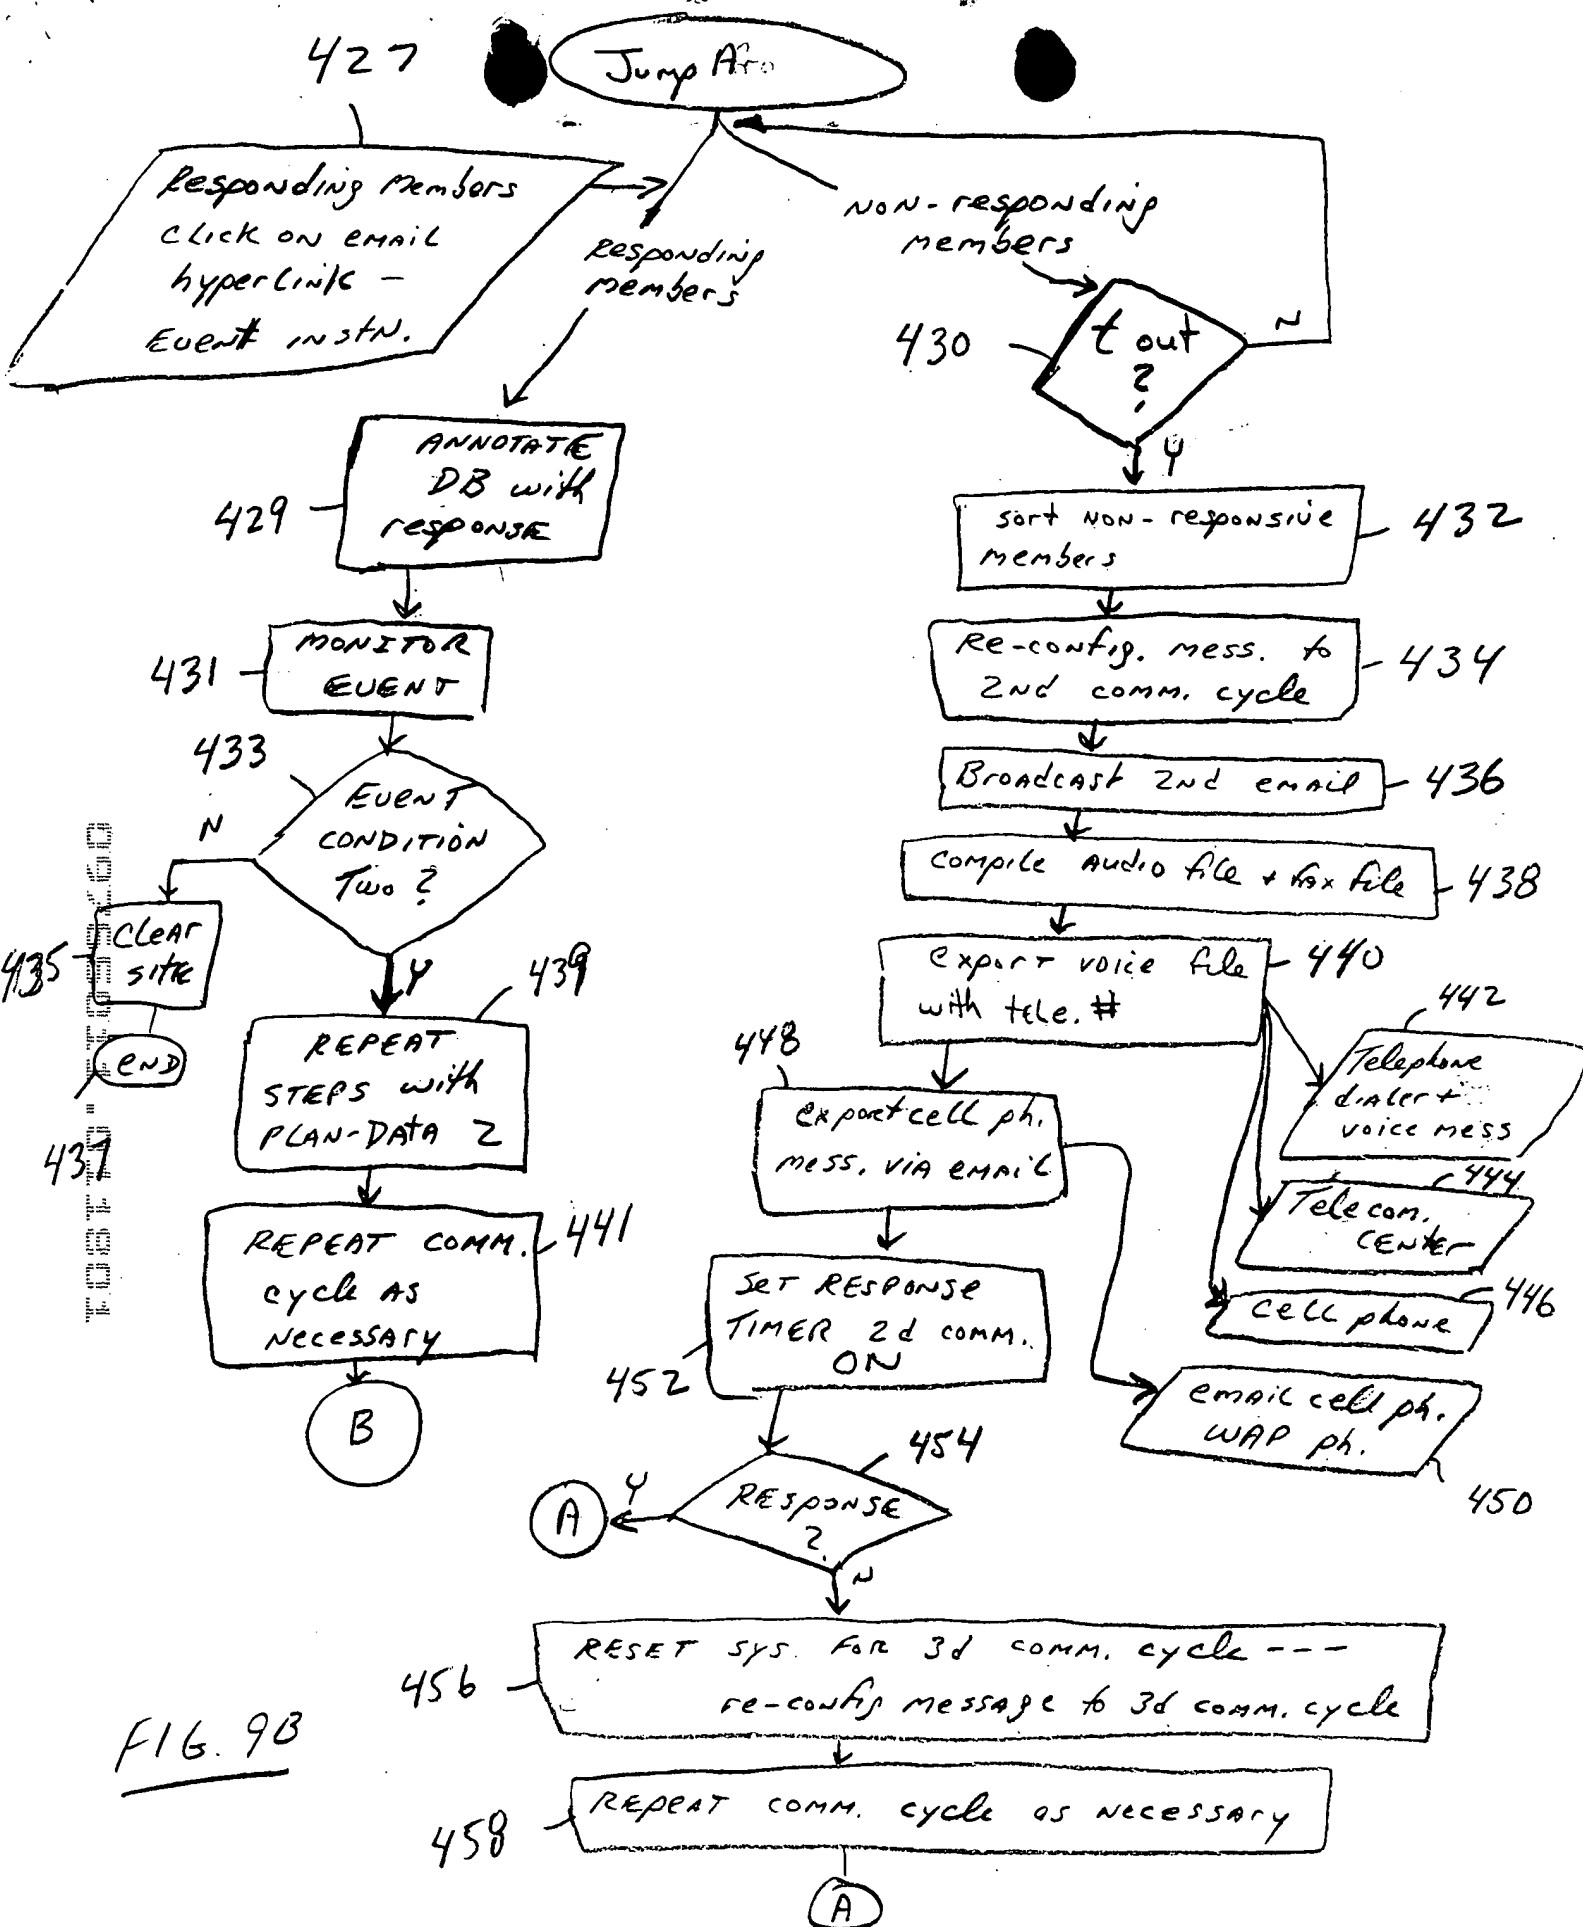 427
Jump Aro
Responding Members
click on email
hyperlink -
Event instn.
Responding
members
Non-responding
members
430
t out
?
N
Y
429
ANNOTATE
DB with
response
sort non-responsive
members
432
431
MONITOR
EVENT
Re-config. mess. to
2nd comm. cycle
434
433
EVENT
CONDITION
Two ?
N
Y
Broadcast 2nd email
436
compile Audio file + fax file
438
435
Clear
site
end
437
439
REPEAT
STEPS with
PLAN-DATA 2
export voice file
with tele. #
440
442
Telephone
dialer +
voice mess
448
export cell ph.
mess. via email
444
Telecom.
CENTER
441
REPEAT COMM.
cycle AS
Necessary
B
446
cell phone
SET RESPONSE
TIMER 2d comm.
ON
452
email cell ph.
WAP ph.
450
454
RESPONSE
?
Y
A
N
456
RESET sys. FOR 3d comm. cycle ---
re-config message to 3d comm. cycle
FIG. 9B
458
REPEAT comm. cycle as necessary
A